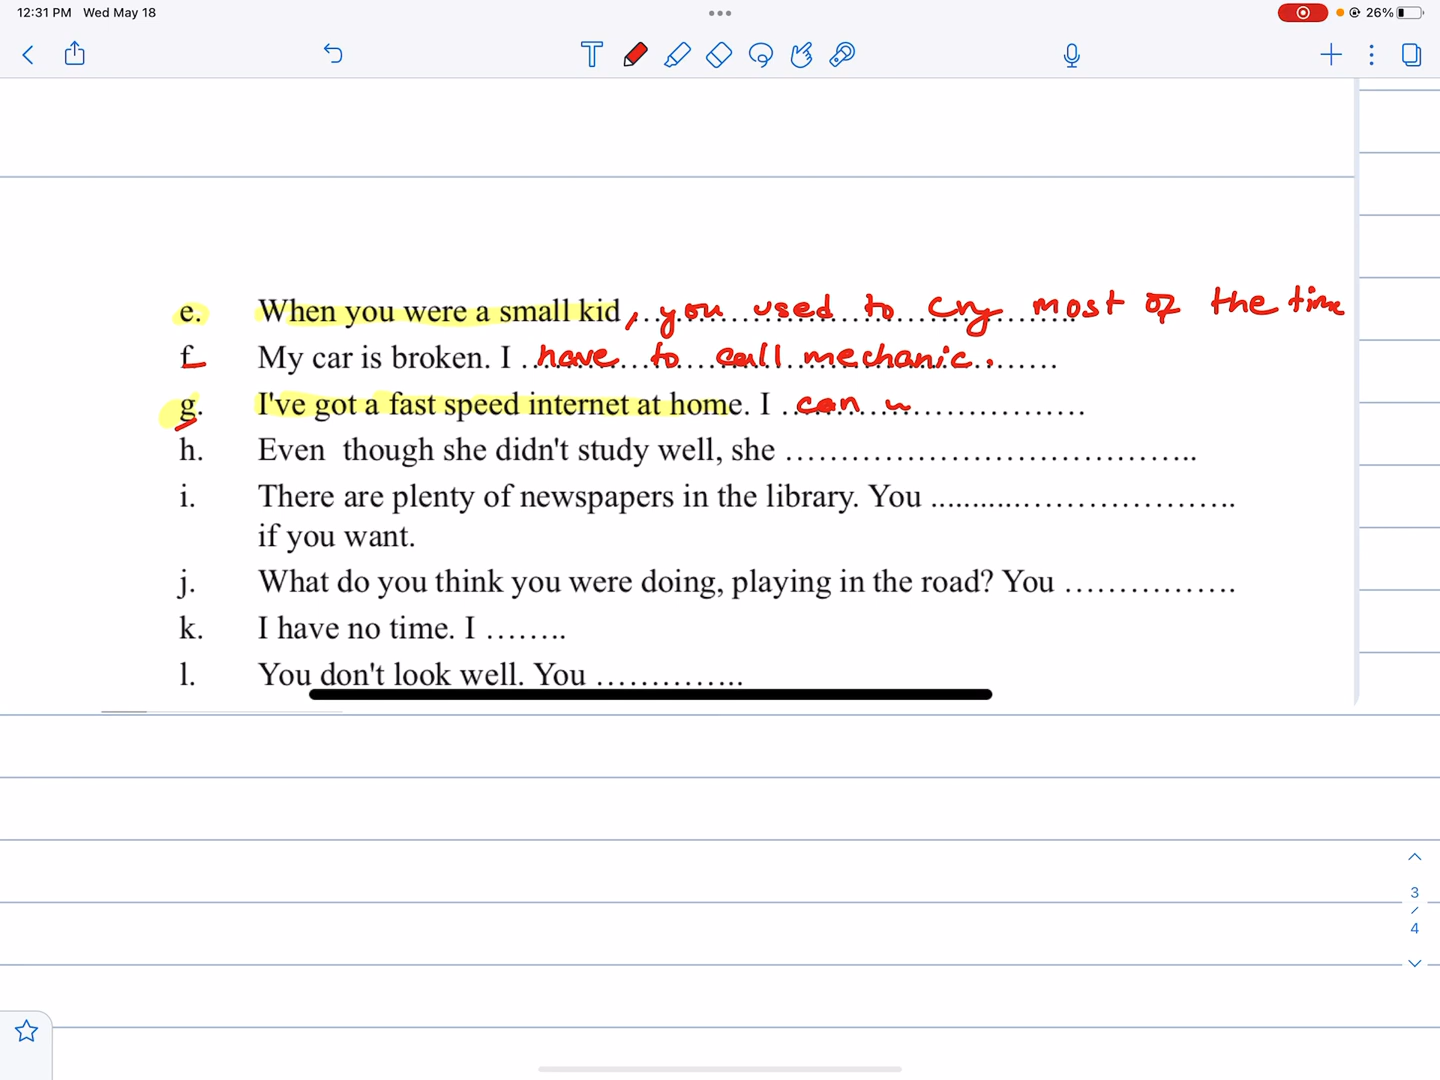 12:31 PM Wed May 18
26%
e. When you were a small kid, you used to cry most of the time
f. My car is broken. I ..have to call mechanic.
g. I've got a fast speed internet at home. I can
h. Even though she didn't study well, she ……………………………………..
i. There are plenty of newspapers in the library. You ..........……………………..
if you want.
j. What do you think you were doing, playing in the road? You ………………
k. I have no time. I ……..
l. You don't look well. You …………..
3
/
4